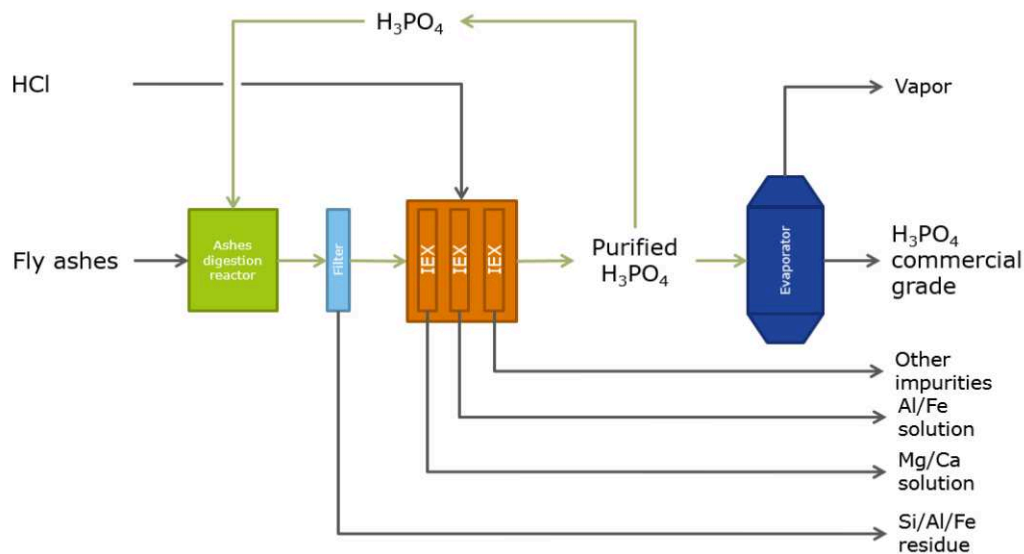 H₃PO₄
HCl
Vapor
Fly ashes
Ashes
digestion
reactor
Filter
IEX
IEX
IEX
Purified
H₃PO₄
Evaporator
H₃PO₄
commercial
grade
Other
impurities
Al/Fe
solution
Mg/Ca
solution
Si/Al/Fe
residue